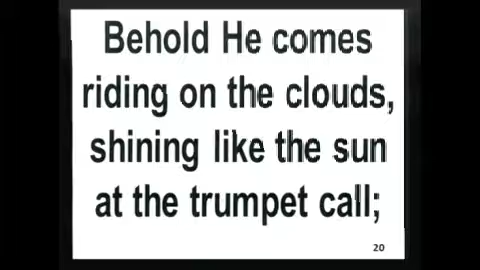 Behold He comes
riding on the clouds,
shining like the sun
at the trumpet call;
20